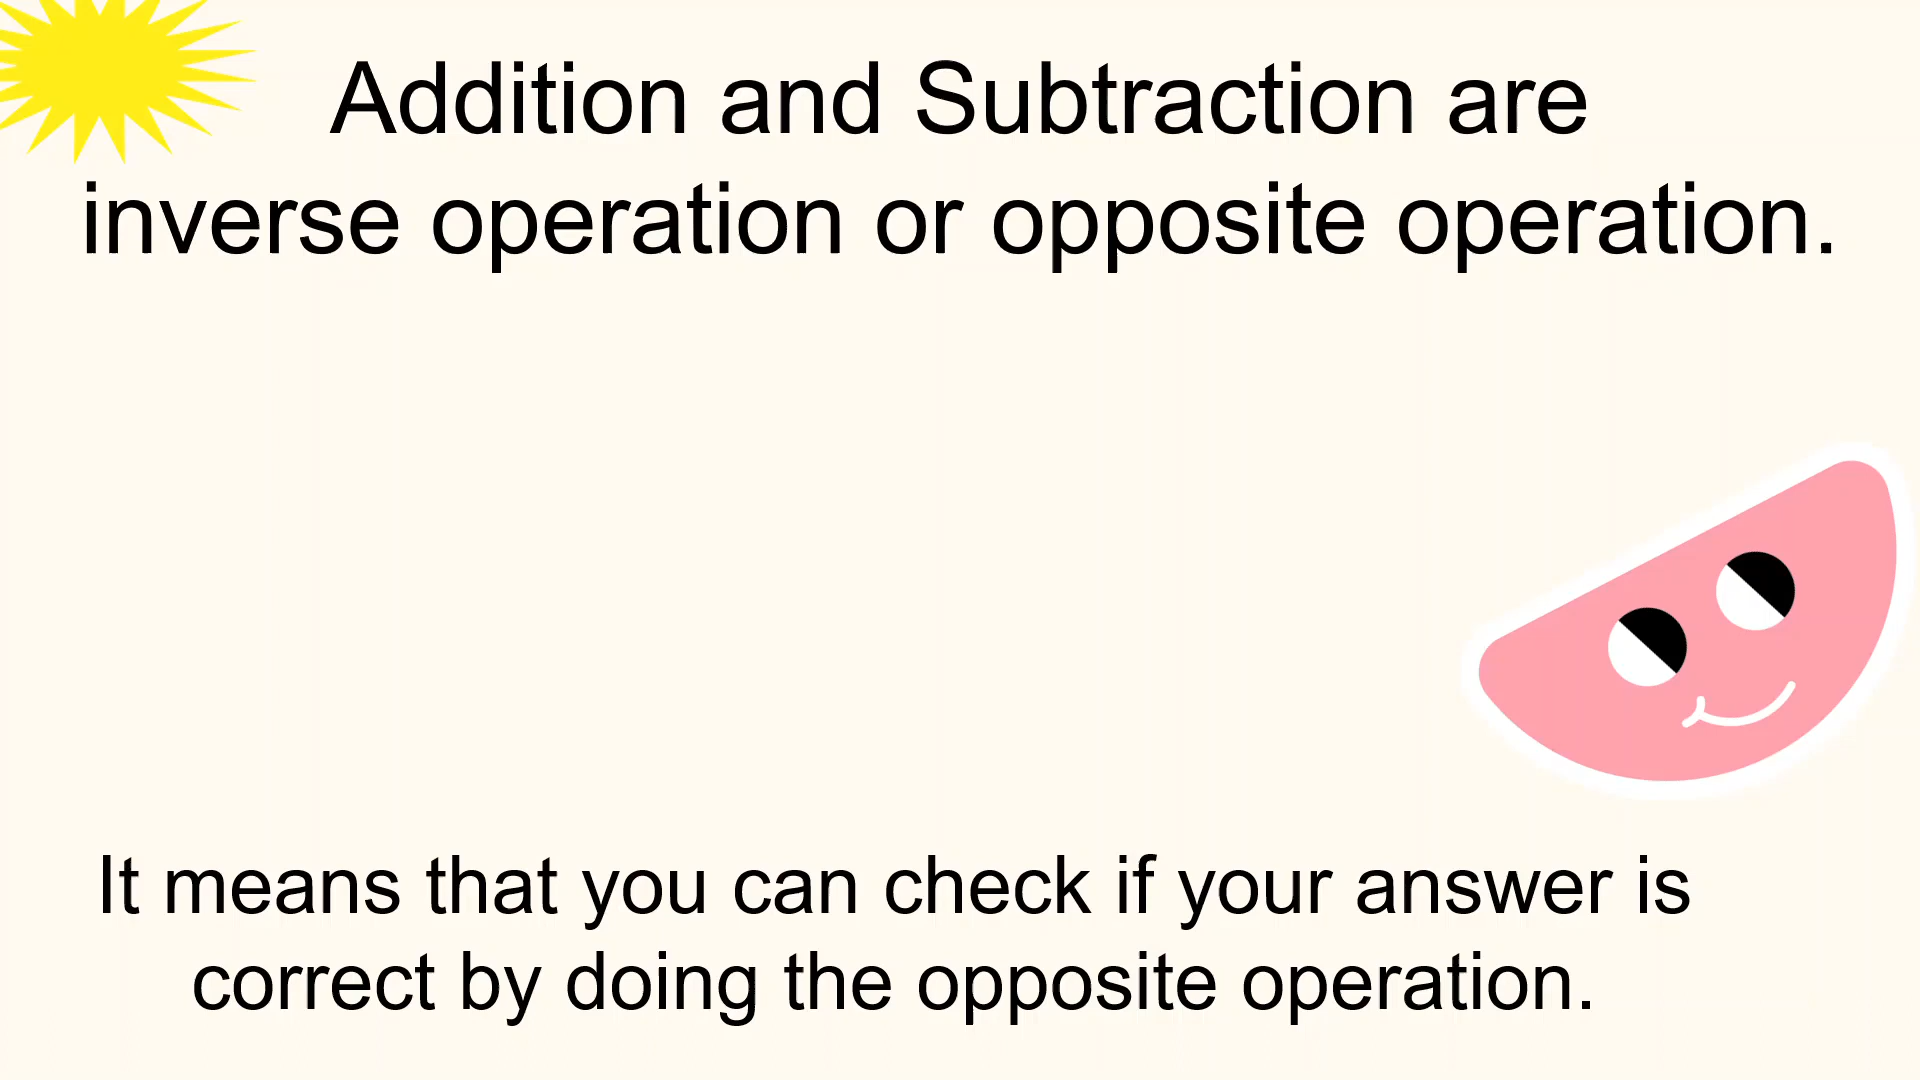 Addition and Subtraction are
inverse operation or opposite operation.
It means that you can check if your answer is
correct by doing the opposite operation.